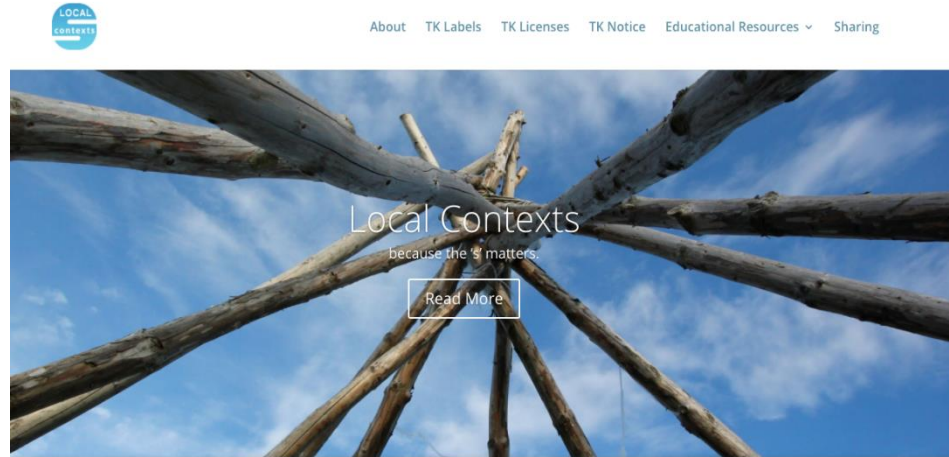 LOCAL
contexts
About TK Labels TK Licenses TK Notice Educational Resources Sharing
Local Contexts
because the 's' matters.
Read More